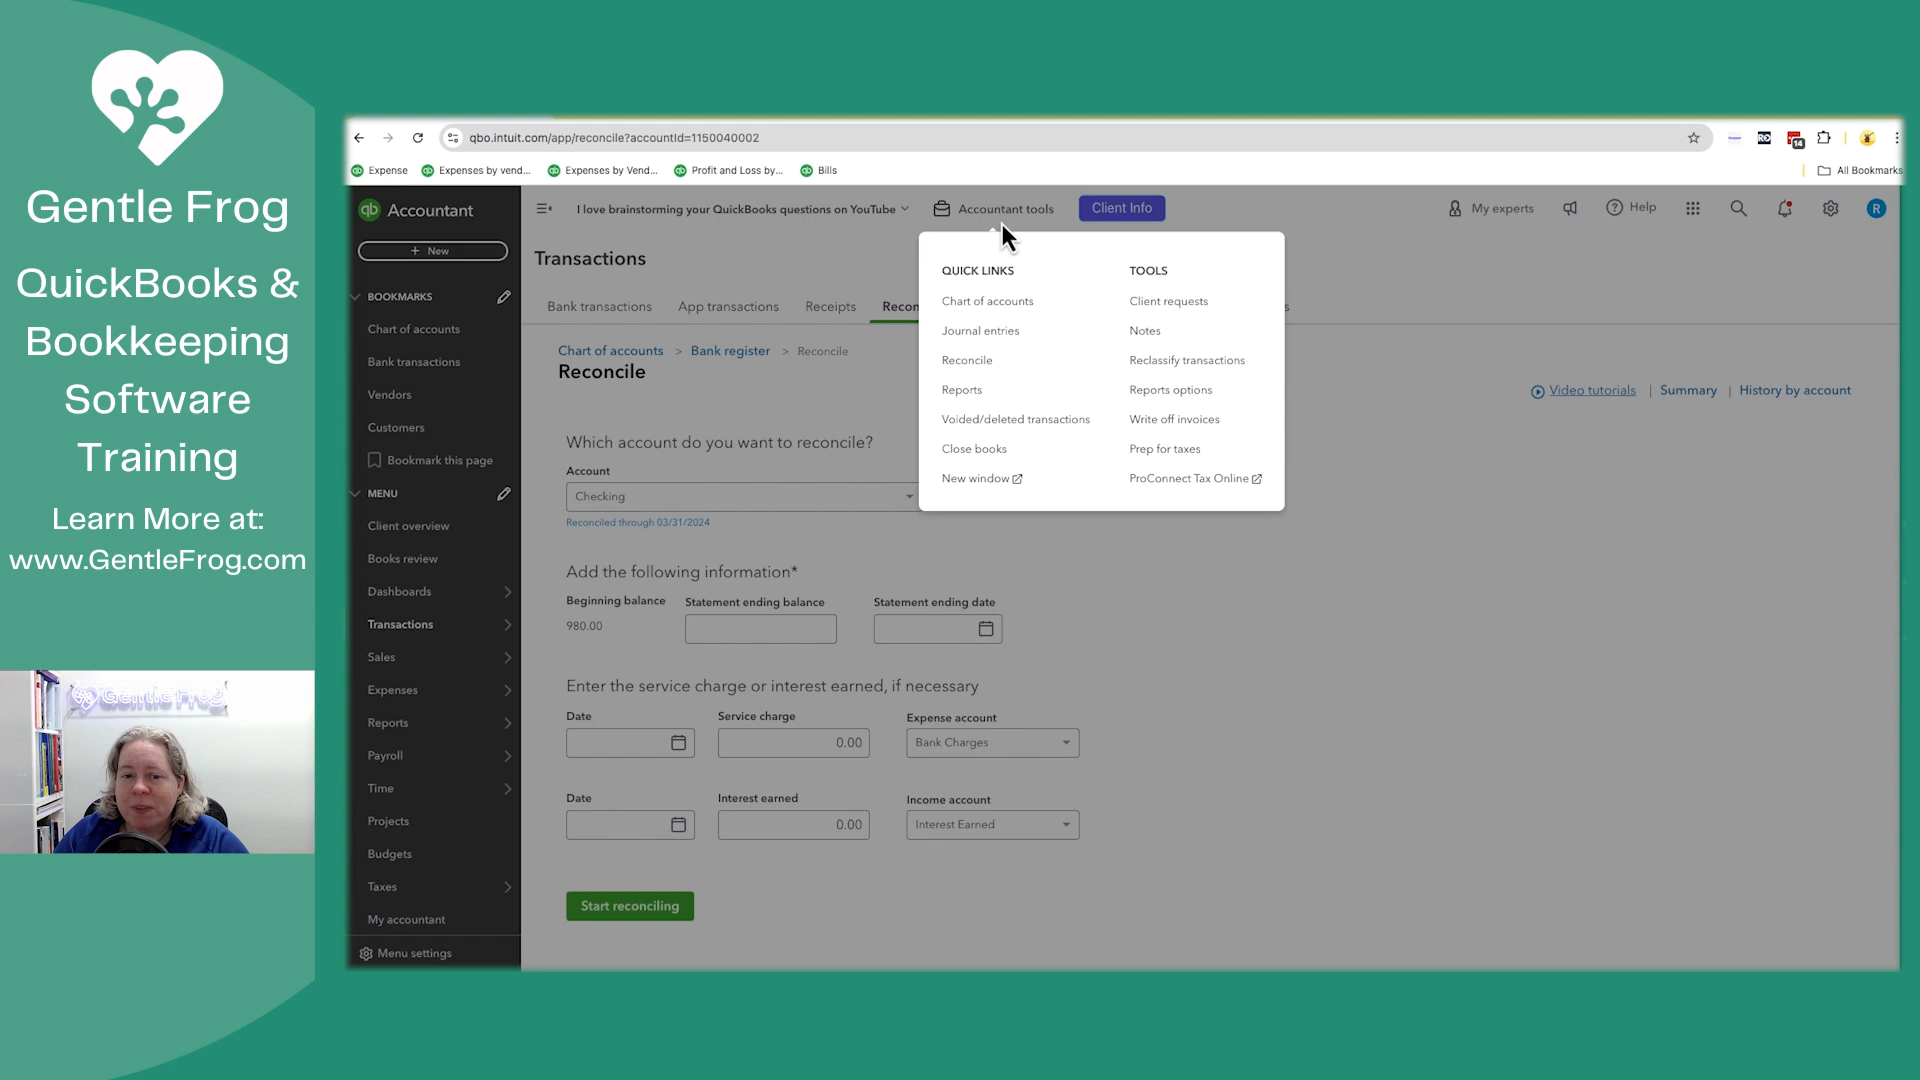 Gentle Frog
QuickBooks &
Bookkeeping
Software
Training
Learn More at:
www.GentleFrog.com
GentleFrog
qbo.intuit.com/app/reconcile?accountId=1150040002
14
Expense
Expenses by vend...
Expenses by Vend...
Profit and Loss by...
Bills
All Bookmarks
qb Accountant
+ New
BOOKMARKS
Chart of accounts
Bank transactions
Vendors
Customers
Bookmark this page
MENU
Client overview
Books review
Dashboards
Transactions
Sales
Expenses
Reports
Payroll
Time
Projects
Budgets
Taxes
My accountant
Menu settings
I love brainstorming your QuickBooks questions on YouTube
Accountant tools
Client Info
My experts
Help
R
Transactions
Bank transactions
App transactions
Receipts
Recon
s
Chart of accounts > Bank register > Reconcile
Reconcile
Video tutorials | Summary | History by account
QUICK LINKS
Chart of accounts
Journal entries
Reconcile
Reports
Voided/deleted transactions
Close books
New window
TOOLS
Client requests
Notes
Reclassify transactions
Reports options
Write off invoices
Prep for taxes
ProConnect Tax Online
Which account do you want to reconcile?
Account
Checking
Reconciled through 03/31/2024
Add the following information*
Beginning balance
980.00
Statement ending balance
Statement ending date
Enter the service charge or interest earned, if necessary
Date
Service charge
0.00
Expense account
Bank Charges
Date
Interest earned
0.00
Income account
Interest Earned
Start reconciling